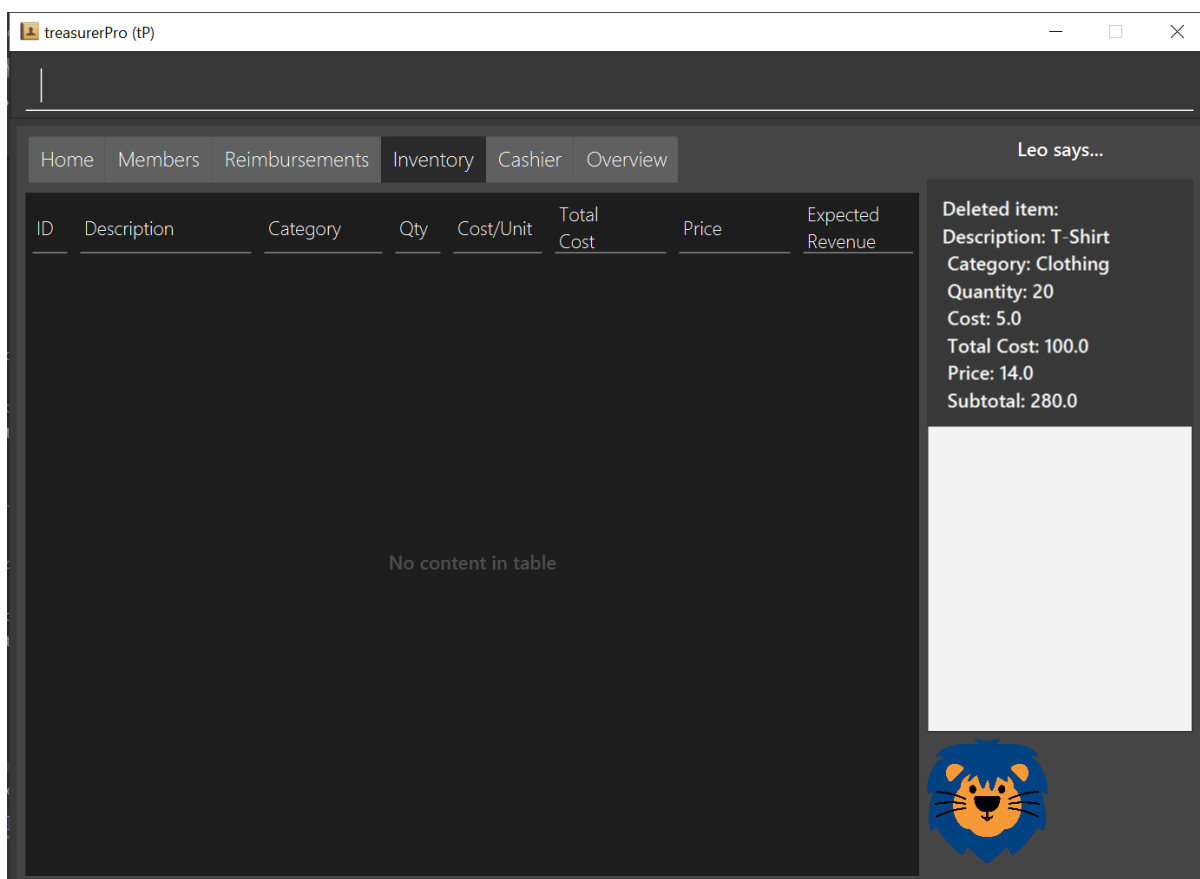 treasurerPro (tP)
Home Members Reimbursements Inventory Cashier Overview
Leo says...
ID Description Category Qty Cost/Unit Total Cost Price Expected Revenue
Deleted item:
Description: T-Shirt
Category: Clothing
Quantity: 20
Cost: 5.0
Total Cost: 100.0
Price: 14.0
Subtotal: 280.0
No content in table